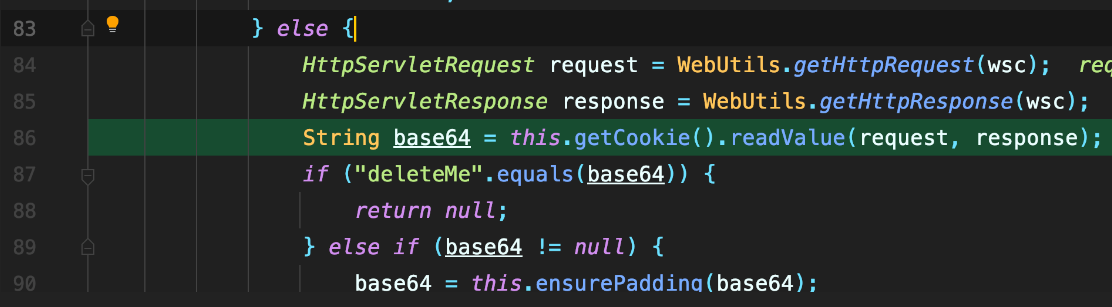 83 } else {
84 HttpServletRequest request = WebUtils.getHttpRequest(wsc); req
85 HttpServletResponse response = WebUtils.getHttpResponse(wsc);
86 String base64 = this.getCookie().readValue(request, response);
87 if ("deleteMe".equals(base64)) {
88 return null;
89 } else if (base64 != null) {
90 base64 = this.ensurePadding(base64);